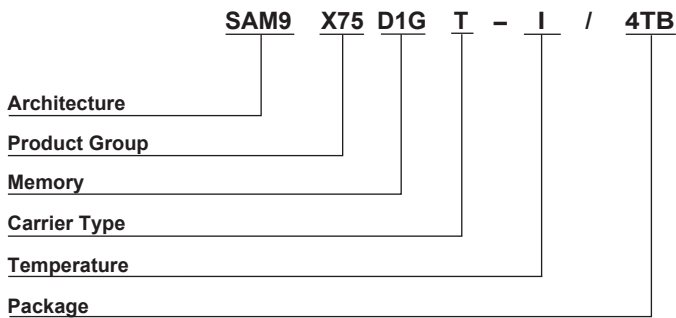 SAM9 X75 D1G T – I / 4TB
Architecture
Product Group
Memory
Carrier Type
Temperature
Package